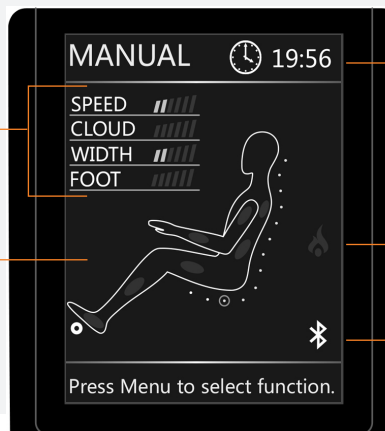 MANUAL 19:56
SPEED
CLOUD
WIDTH
FOOT
Press Menu to select function.